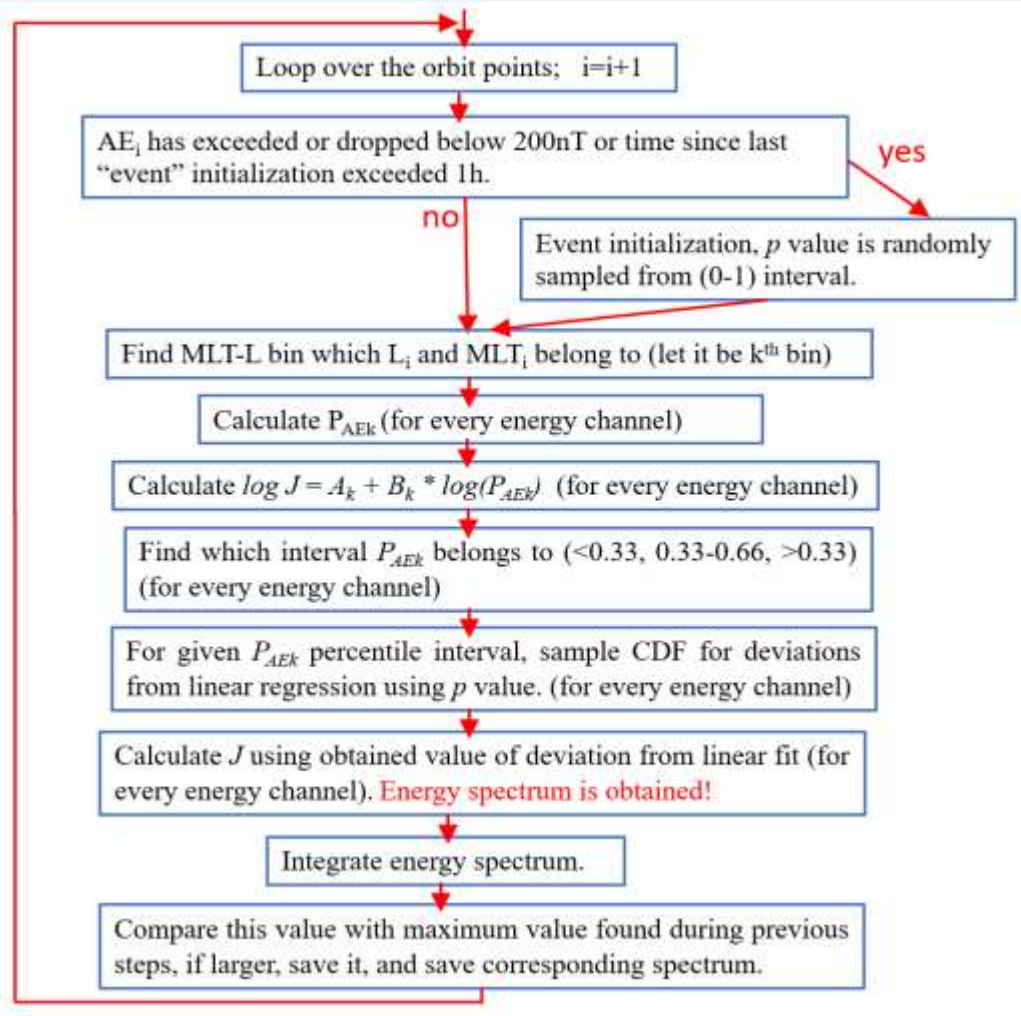 Loop over the orbit points; i=i+1
AEi has exceeded or dropped below 200nT or time since last
“event” initialization exceeded 1h.
yes
no
Event initialization, p value is randomly
sampled from (0-1) interval.
Find MLT-L bin which Li and MLTi belong to (let it be kth bin)
Calculate PAEk (for every energy channel)
Calculate log J = Ak + Bk * log(PAEk) (for every energy channel)
Find which interval PAEk belongs to (<0.33, 0.33-0.66, >0.33)
(for every energy channel)
For given PAEk percentile interval, sample CDF for deviations
from linear regression using p value. (for every energy channel)
Calculate J using obtained value of deviation from linear fit (for
every energy channel). Energy spectrum is obtained!
Integrate energy spectrum.
Compare this value with maximum value found during previous
steps, if larger, save it, and save corresponding spectrum.